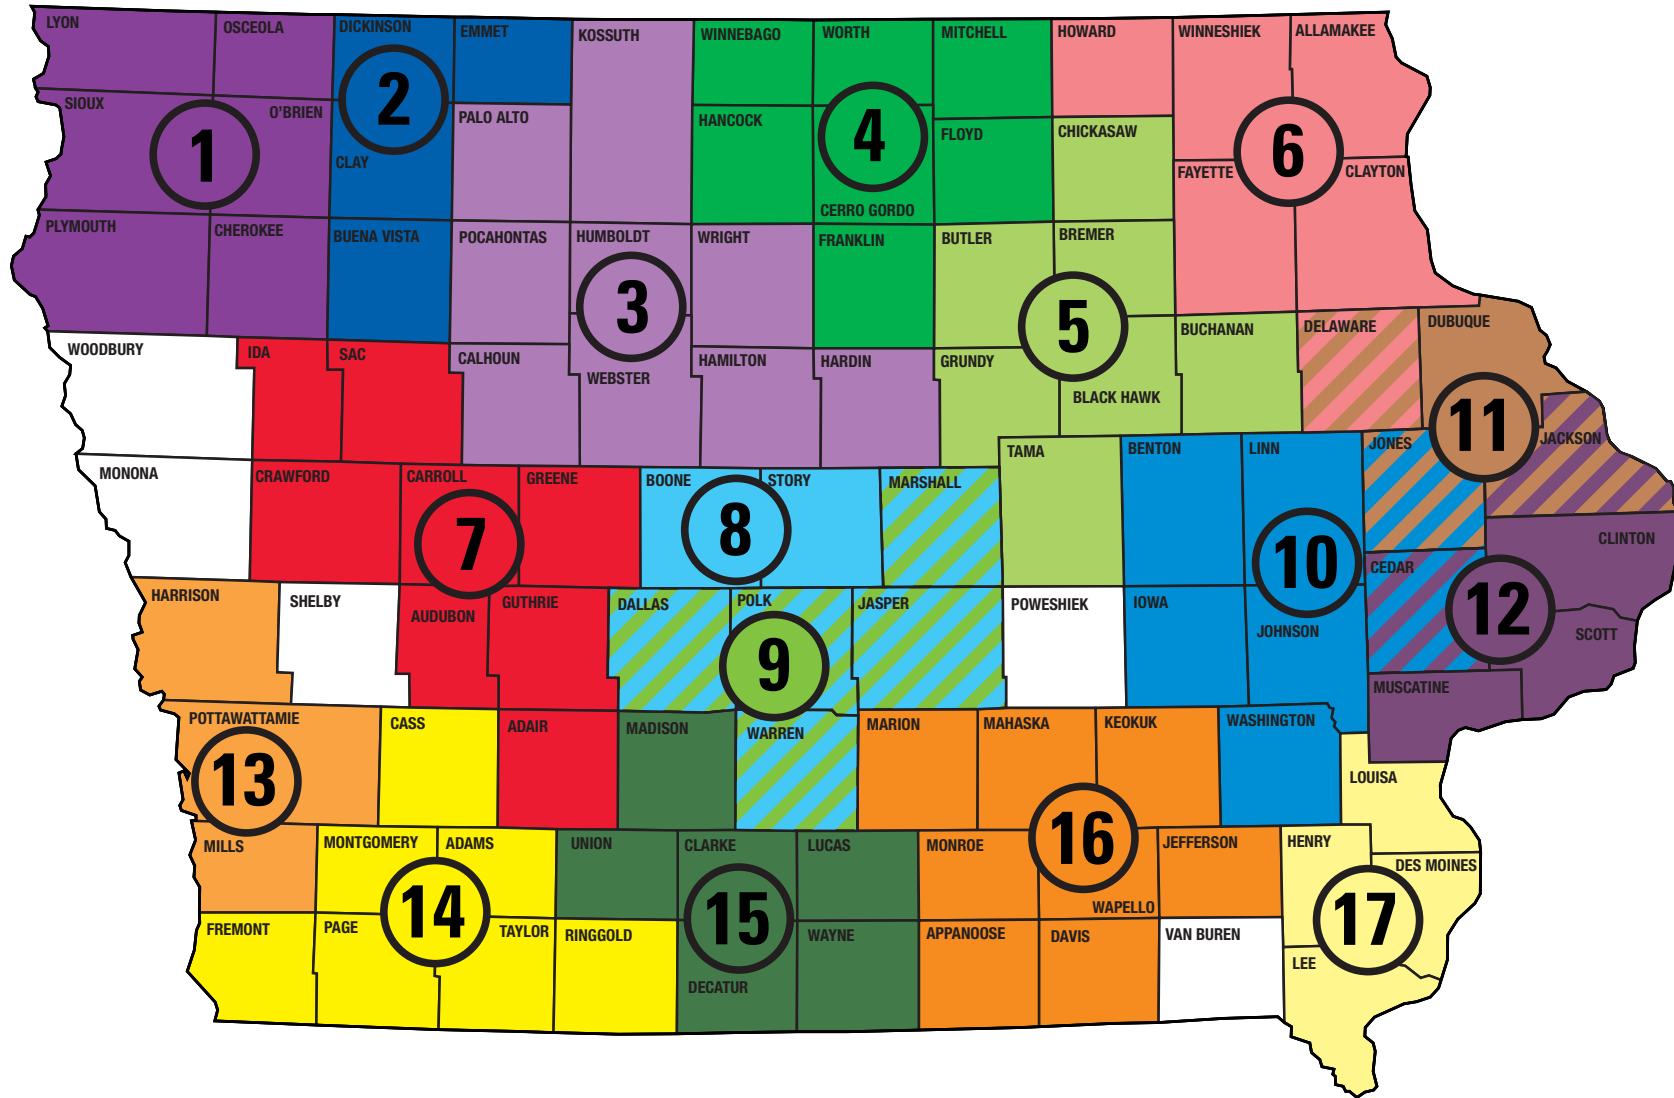 LYON
OSCEOLA
DICKINSON
EMMET
KOSSUTH
WINNEBAGO
WORTH
MITCHELL
HOWARD
WINNESHIEK
ALLAMAKEE
SIOUX
O'BRIEN
CLAY
PALO ALTO
HANCOCK
CERRO GORDO
FLOYD
CHICKASAW
FAYETTE
CLAYTON
1
2
4
6
PLYMOUTH
CHEROKEE
BUENA VISTA
POCAHONTAS
HUMBOLDT
WRIGHT
FRANKLIN
BUTLER
BREMER
3
5
WOODBURY
IDA
SAC
CALHOUN
WEBSTER
HAMILTON
HARDIN
GRUNDY
BLACK HAWK
BUCHANAN
DELAWARE
DUBUQUE
11
MONONA
CRAWFORD
CARROLL
GREENE
BOONE
STORY
MARSHALL
TAMA
BENTON
LINN
JONES
JACKSON
7
8
10
CLINTON
CEDAR
12
SCOTT
HARRISON
SHELBY
AUDUBON
GUTHRIE
DALLAS
POLK
JASPER
POWESHIEK
IOWA
JOHNSON
MUSCATINE
9
POTTAWATTAMIE
CASS
ADAIR
MADISON
WARREN
MARION
MAHASKA
KEOKUK
WASHINGTON
LOUISA
13
16
MILLS
MONTGOMERY
ADAMS
UNION
CLARKE
LUCAS
MONROE
WAPELLO
JEFFERSON
HENRY
DES MOINES
14
15
17
FREMONT
PAGE
TAYLOR
RINGGOLD
DECATUR
WAYNE
APPANOOSE
DAVIS
VAN BUREN
LEE